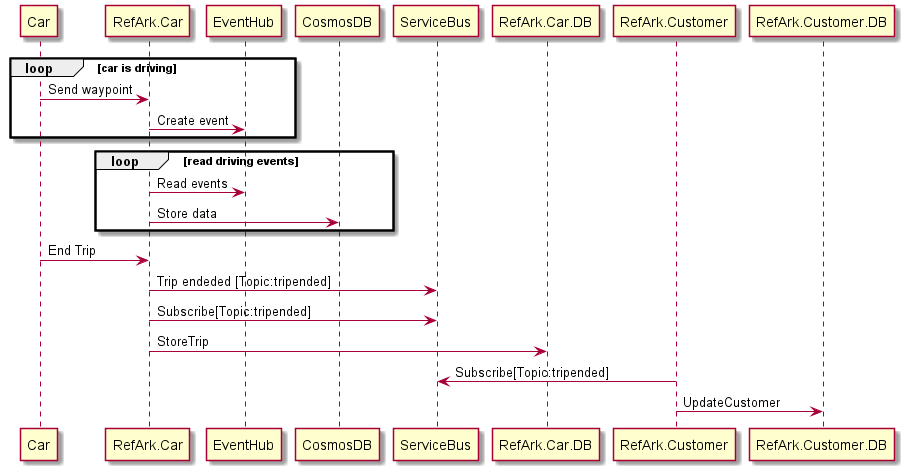 Car RefArk.Car EventHub CosmosDB ServiceBus RefArk.Car.DB RefArk.Customer RefArk.Customer.DB
loop [car is driving]
Send waypoint
Create event
loop [read driving events]
Read events
Store data
End Trip
Trip endeded [Topic:tripended]
Subscribe[Topic:tripended]
StoreTrip
Subscribe[Topic:tripended]
UpdateCustomer
Car RefArk.Car EventHub CosmosDB ServiceBus RefArk.Car.DB RefArk.Customer RefArk.Customer.DB